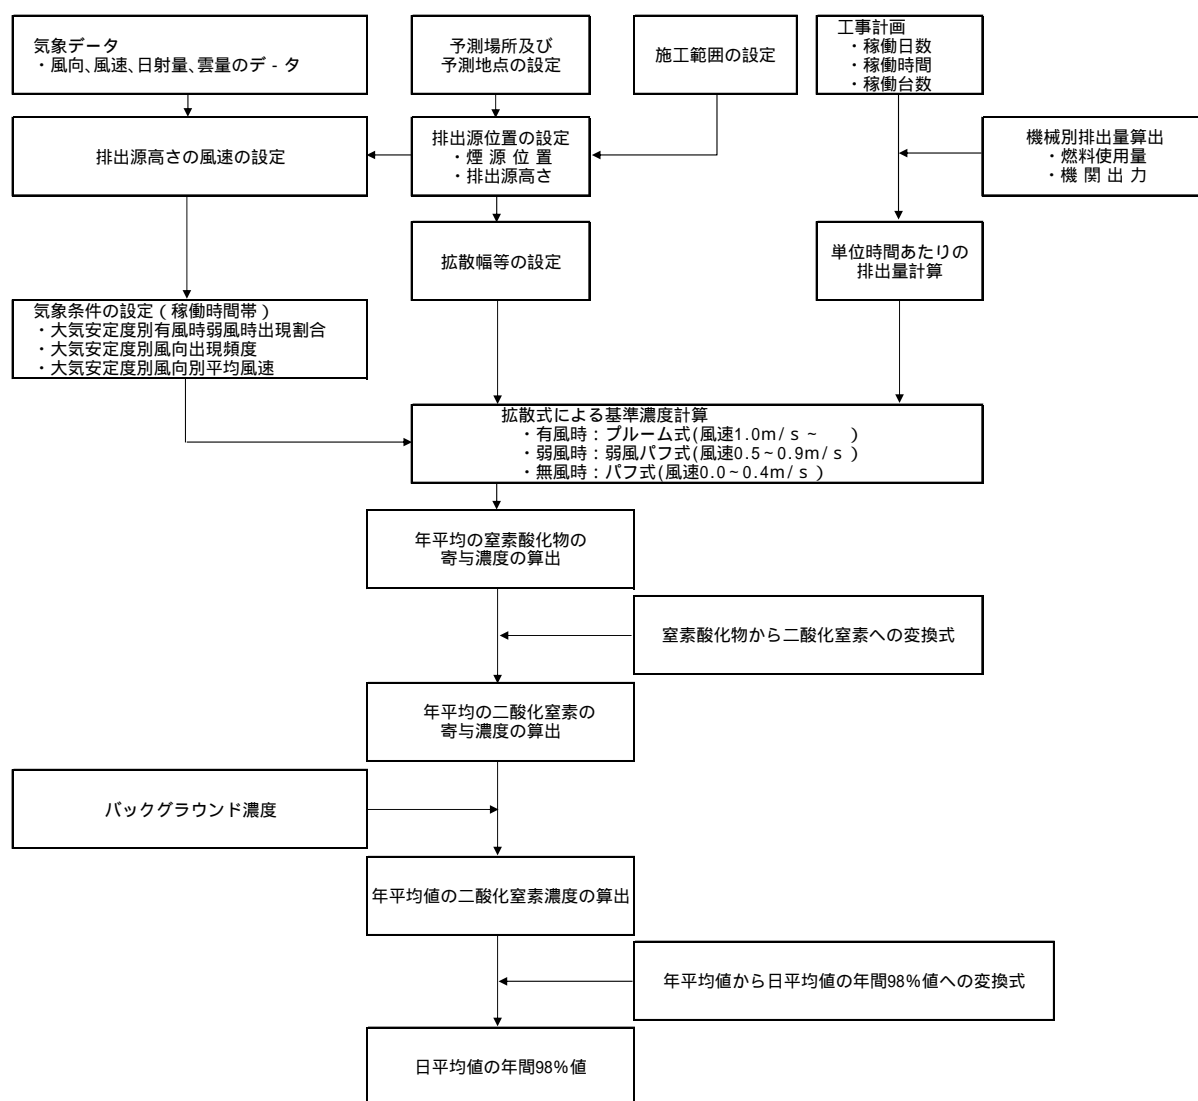 気象データ
・風向、風速、日射量、雲量のデ - タ
予測場所及び
予測地点の設定
施工範囲の設定
工事計画
・稼働日数
・稼働時間
・稼働台数
排出源高さの風速の設定
排出源位置の設定
・煙 源 位 置
・排出源高さ
機械別排出量算出
・燃料使用量
・機 関 出 力
拡散幅等の設定
単位時間あたりの
排出量計算
気象条件の設定 ( 稼働時間帯 )
・大気安定度別有風時弱風時出現割合
・大気安定度別風向出現頻度
・大気安定度別風向別平均風速
拡散式による基準濃度計算
・有風時 : プルーム式(風速1.0m/ s ~ )
・弱風時 : 弱風パフ式(風速0.5~0.9m/ s )
・無風時 : パフ式(風速0.0~0.4m/ s )
年平均の窒素酸化物の
寄与濃度の算出
窒素酸化物から二酸化窒素への変換式
年平均の二酸化窒素の
寄与濃度の算出
バックグラウンド濃度
年平均値の二酸化窒素濃度の算出
年平均値から日平均値の年間98%値への変換式
日平均値の年間98%値